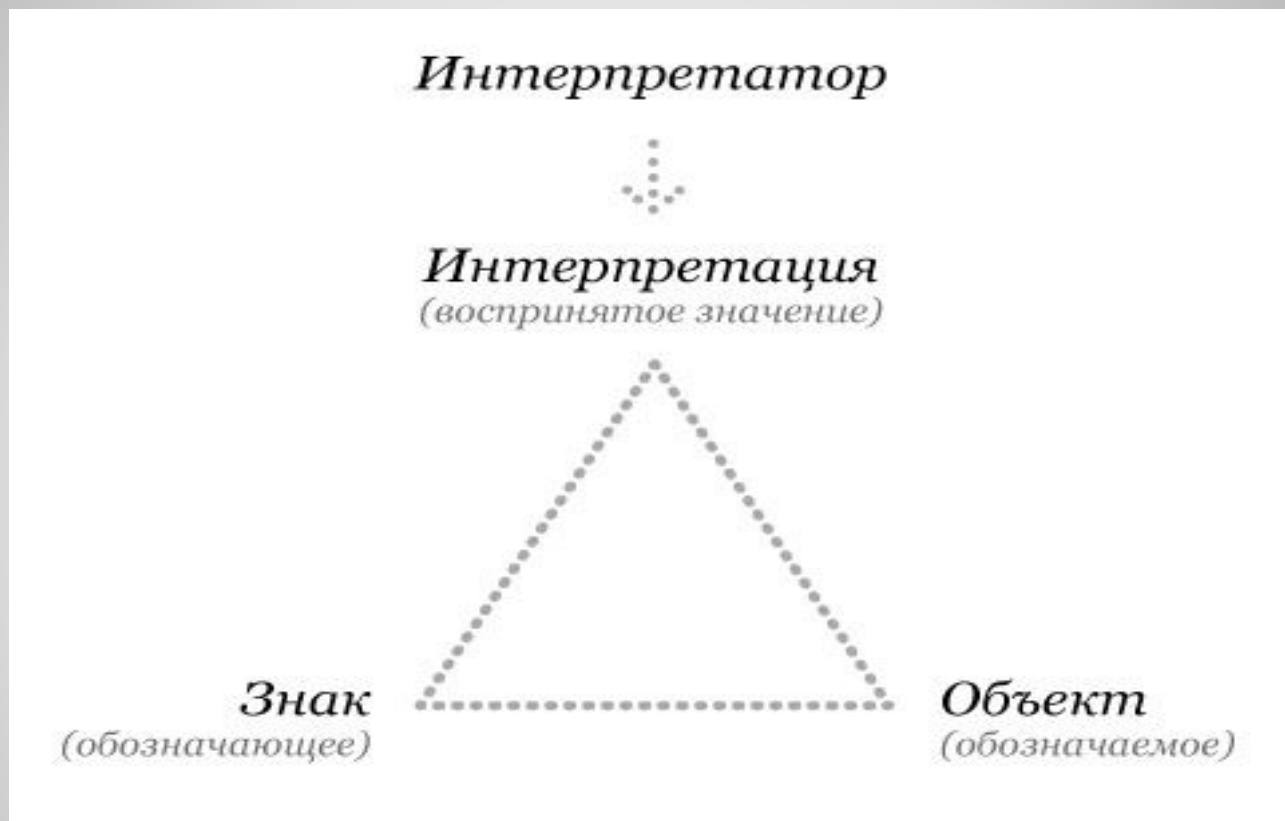 Интерпретатор
Интерпретация
(воспринятое значение)
Знак
(обозначающее)
Объект
(обозначаемое)